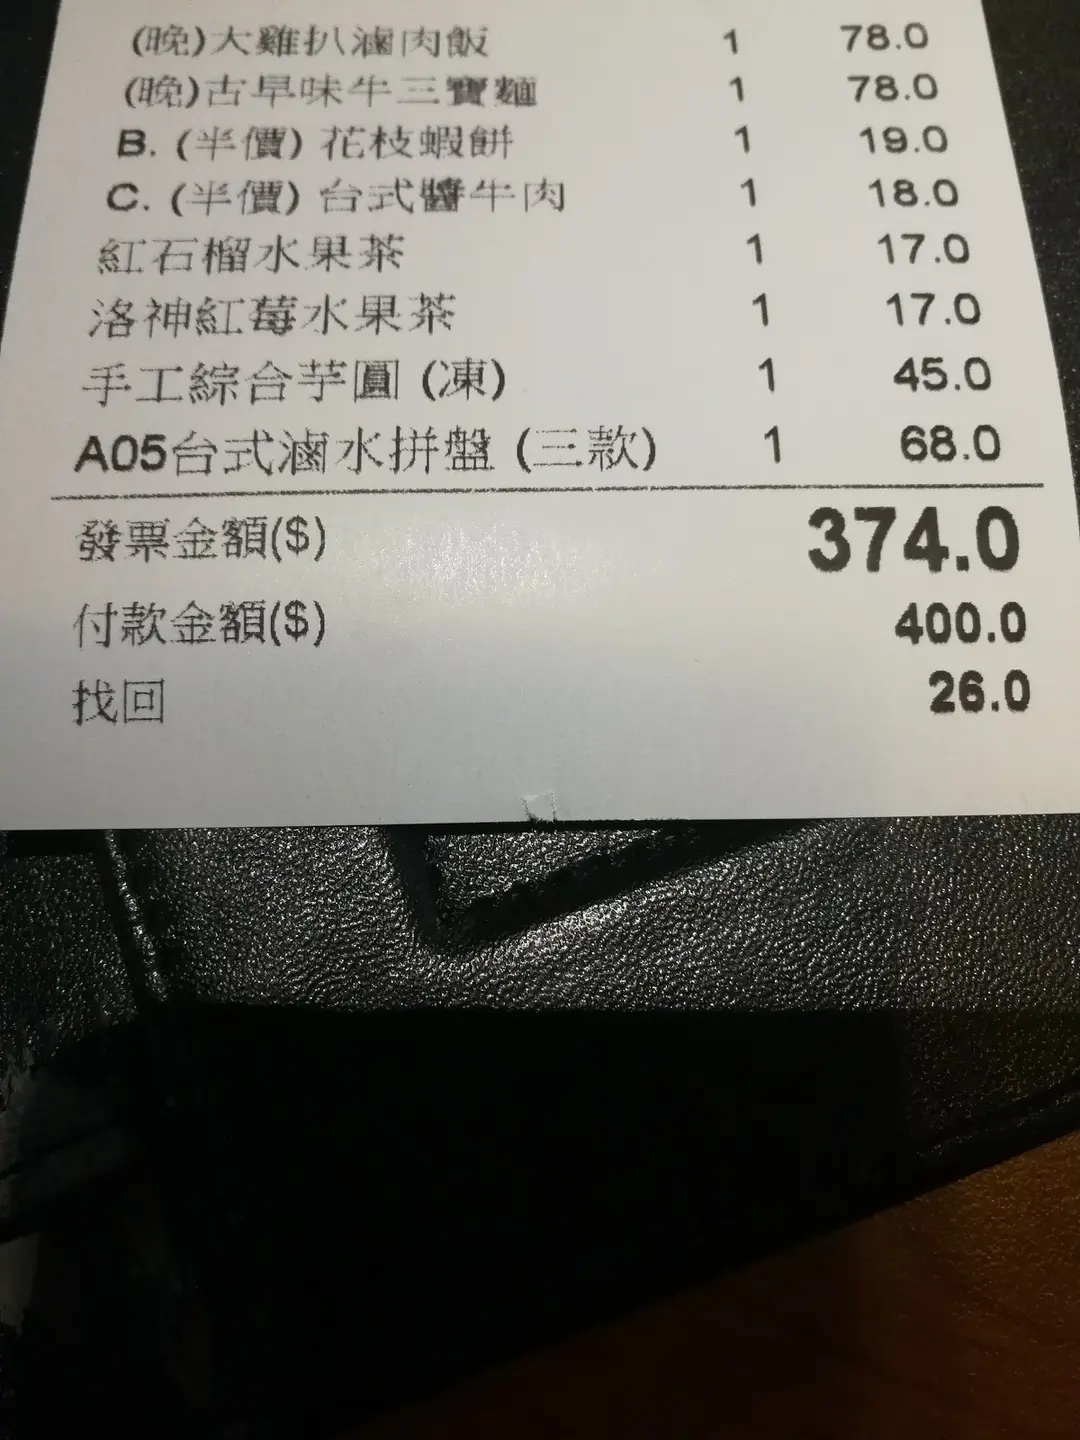 (晚)大雞扒滷肉飯 1 78.0
(晚)古早味牛三寶麵 1 78.0
B. (半價) 花枝蝦餅 1 19.0
C. (半價) 台式醬牛肉 1 18.0
紅石榴水果茶 1 17.0
洛神紅莓水果茶 1 17.0
手工綜合芋圓 (凍) 1 45.0
A05台式滷水拼盤 (三款) 1 68.0
發票金額($) 374.0
付款金額($) 400.0
找回 26.0